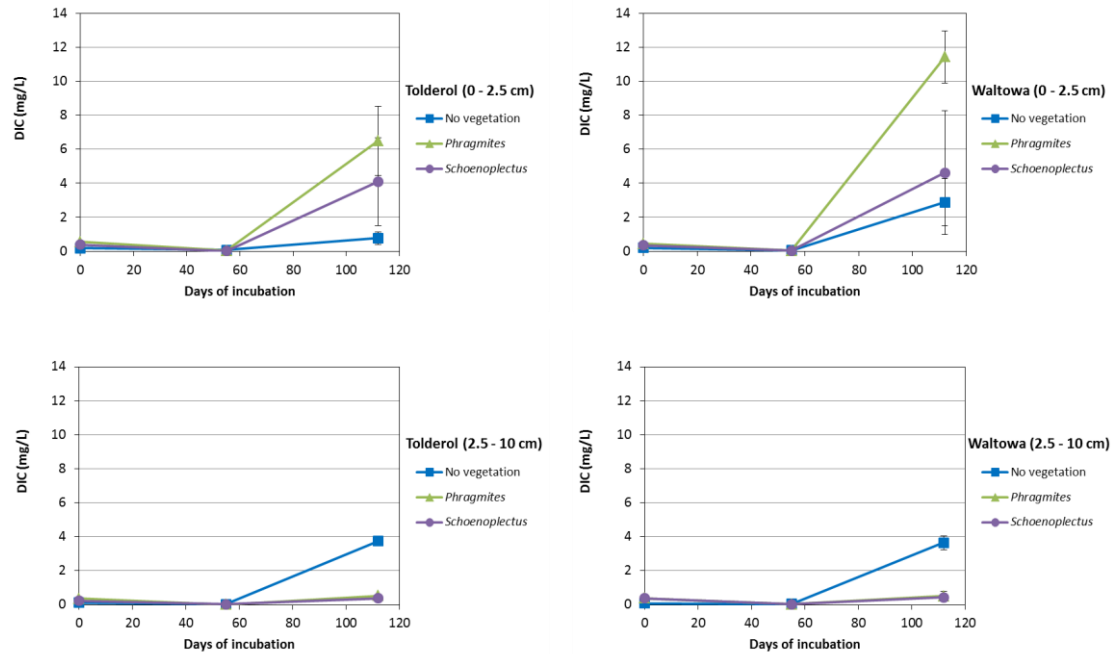 14
12
10
8
6
4
2
0
DIC (mg/L)
0 20 40 60 80 100 120
Days of incubation
Tolderol (0 - 2.5 cm)
No vegetation
Phragmites
Schoenoplectus
14
12
10
8
6
4
2
0
DIC (mg/L)
0 20 40 60 80 100 120
Days of incubation
Waltowa (0 - 2.5 cm)
No vegetation
Phragmites
Schoenoplectus
14
12
10
8
6
4
2
0
DIC (mg/L)
0 20 40 60 80 100 120
Days of incubation
Tolderol (2.5 - 10 cm)
No vegetation
Phragmites
Schoenoplectus
14
12
10
8
6
4
2
0
DIC (mg/L)
0 20 40 60 80 100 120
Days of incubation
Waltowa (2.5 - 10 cm)
No vegetation
Phragmites
Schoenoplectus